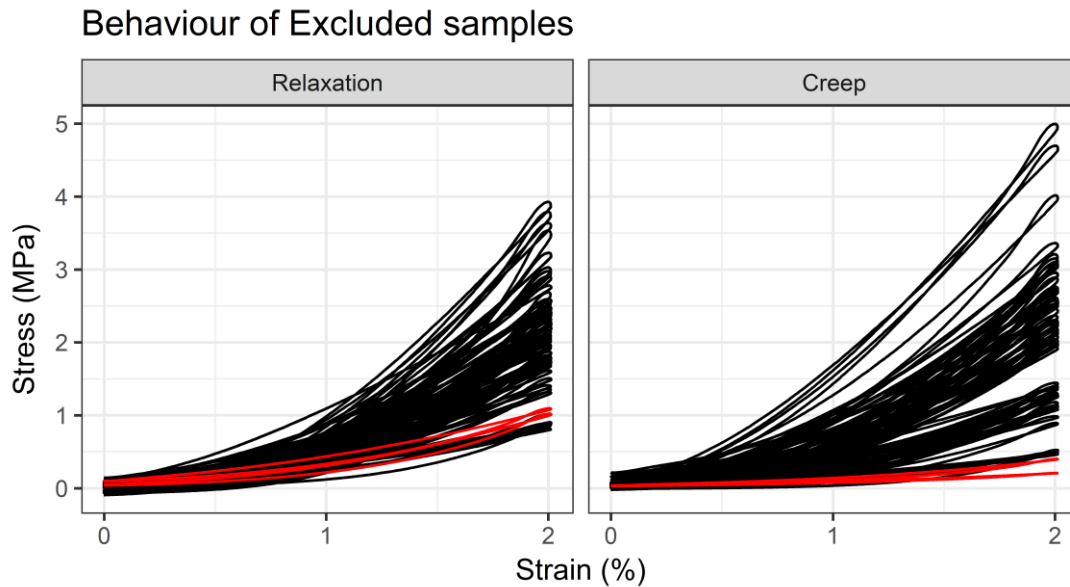 Behaviour of Excluded samples
Relaxation
Creep
Stress (MPa)
5
4
3
2
1
0
0
1
2
0
1
2
Strain (%)